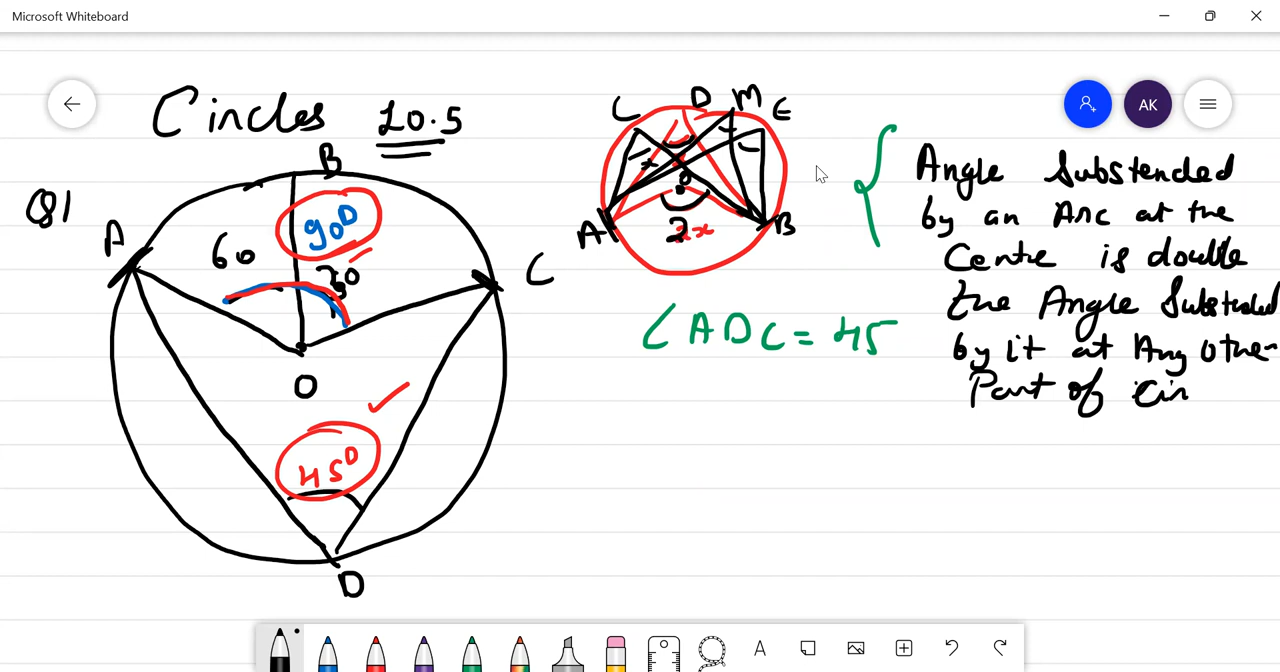 Microsoft Whiteboard
AK
Circles 10.5
Q1
A
B
C
O
D
60
30
90°
45°
C D M E
x
O
A
B
2x
∠ADC = 45
Angle Substended
by an Arc at the
Centre is double
the Angle Substended
by it at Any other
Part of Cir
A